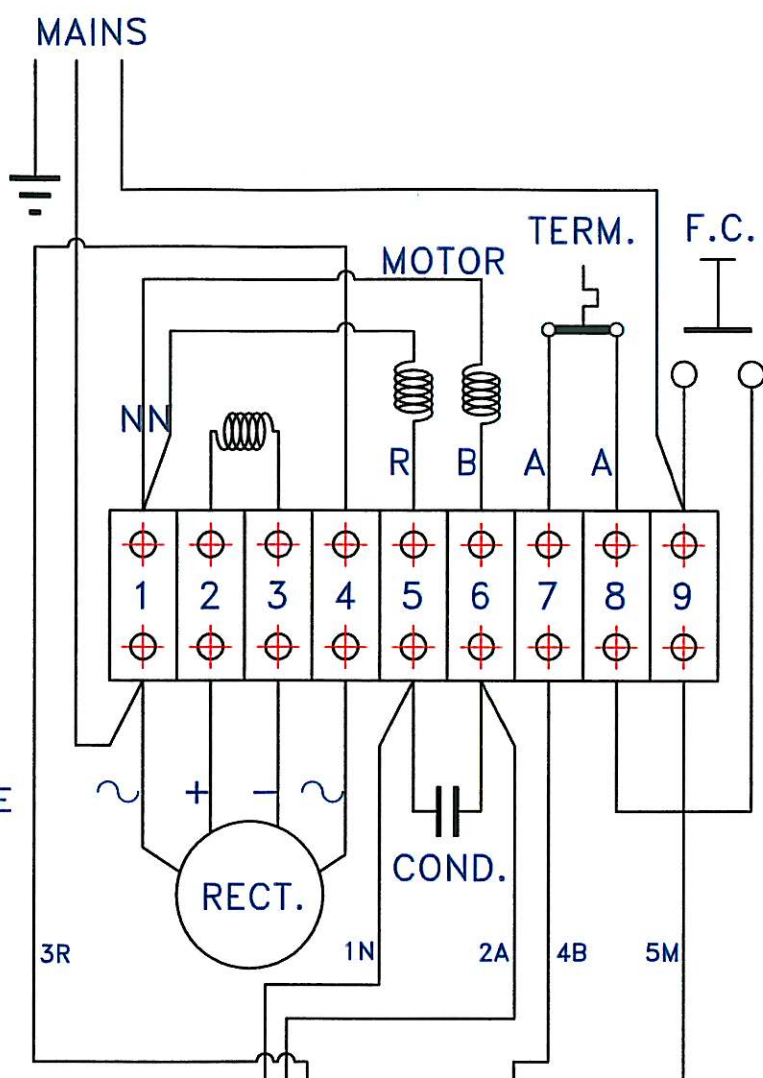 MAINS
TERM. F.C.
MOTOR
NN
R B A A
1 2 3 4 5 6 7 8 9
E ~ + - ~
COND.
RECT.
3R 1N 2A 4B 5M